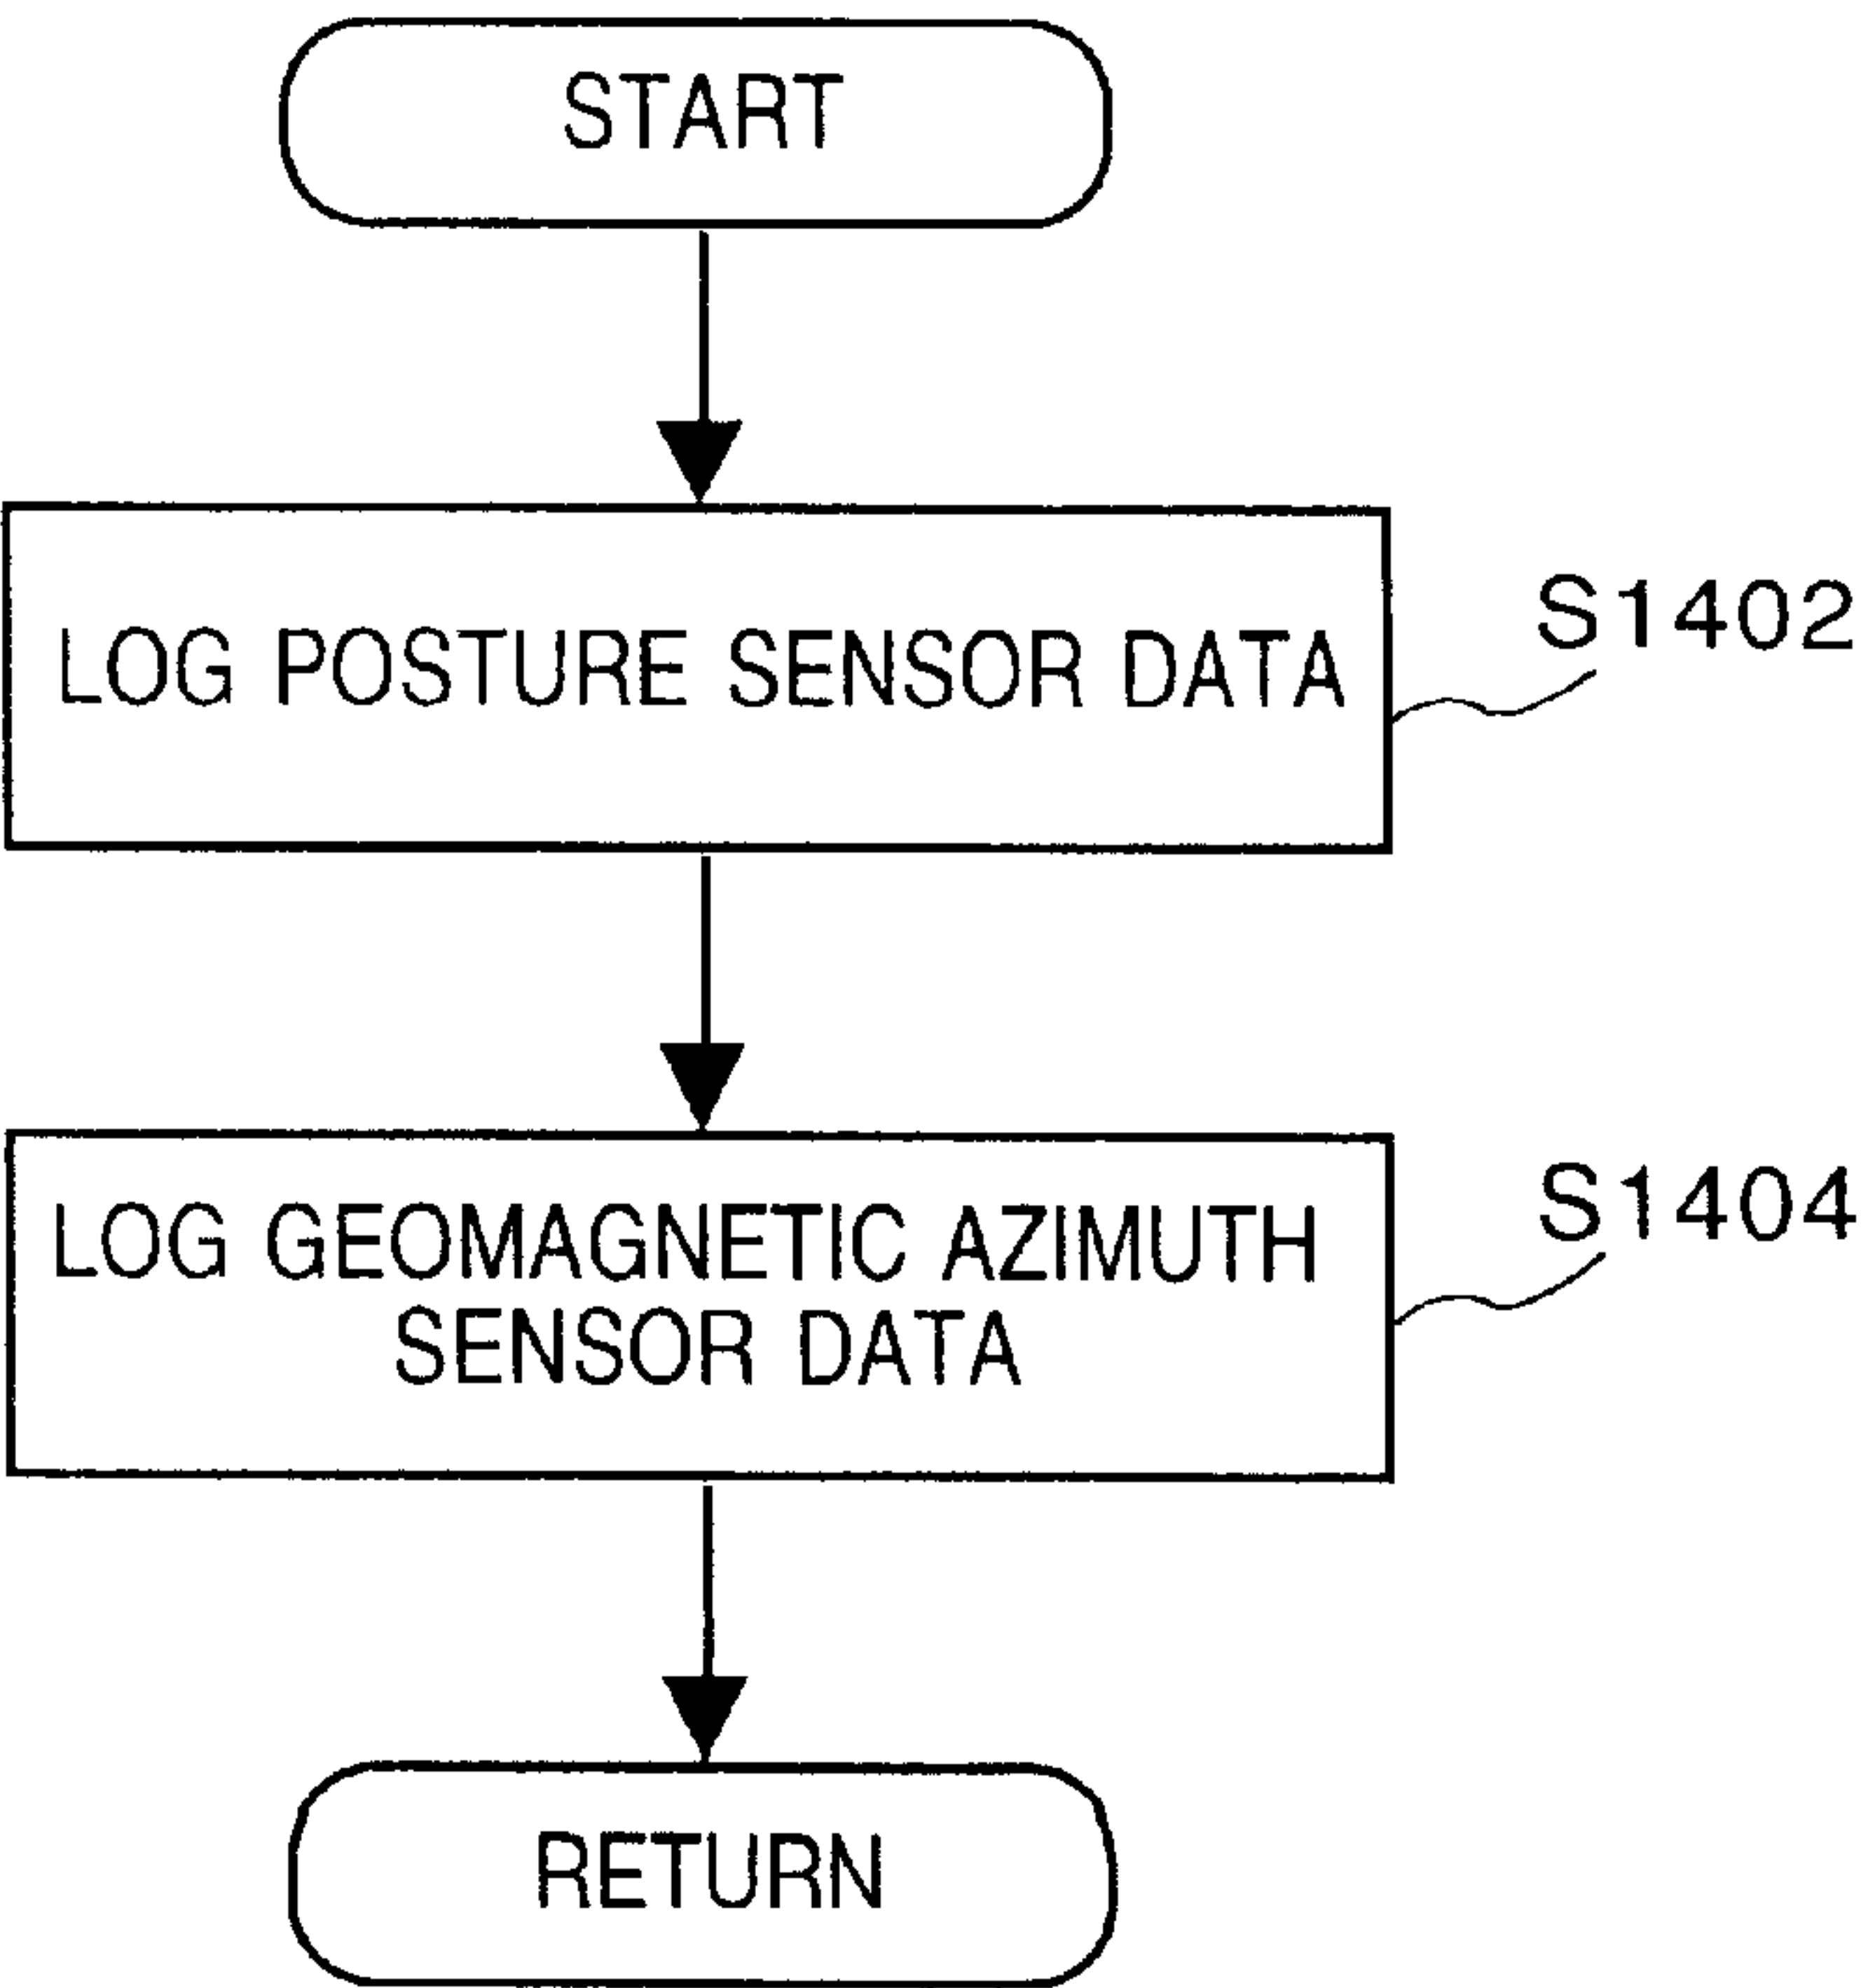 START
LOG POSTURE SENSOR DATA
S1402
LOG GEOMAGNETIC AZIMUTH
SENSOR DATA
S1404
RETURN